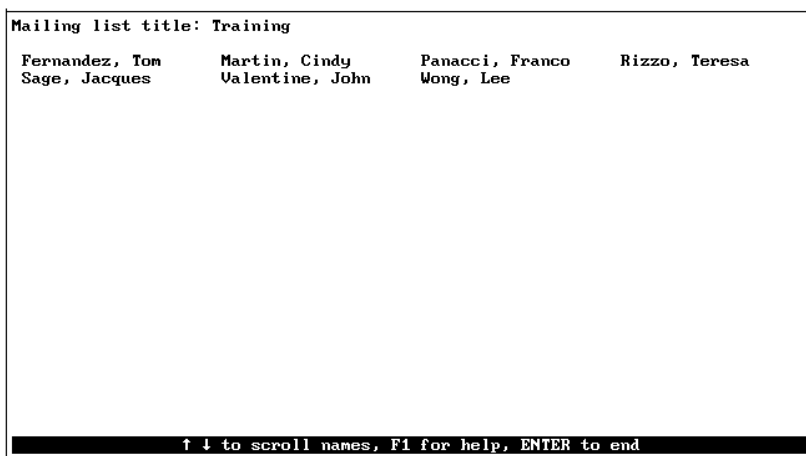 Mailing list title: Training
Fernandez, Tom Martin, Cindy Panacci, Franco Rizzo, Teresa
Sage, Jacques Valentine, John Wong, Lee
↑ ↓ to scroll names, F1 for help, ENTER to end